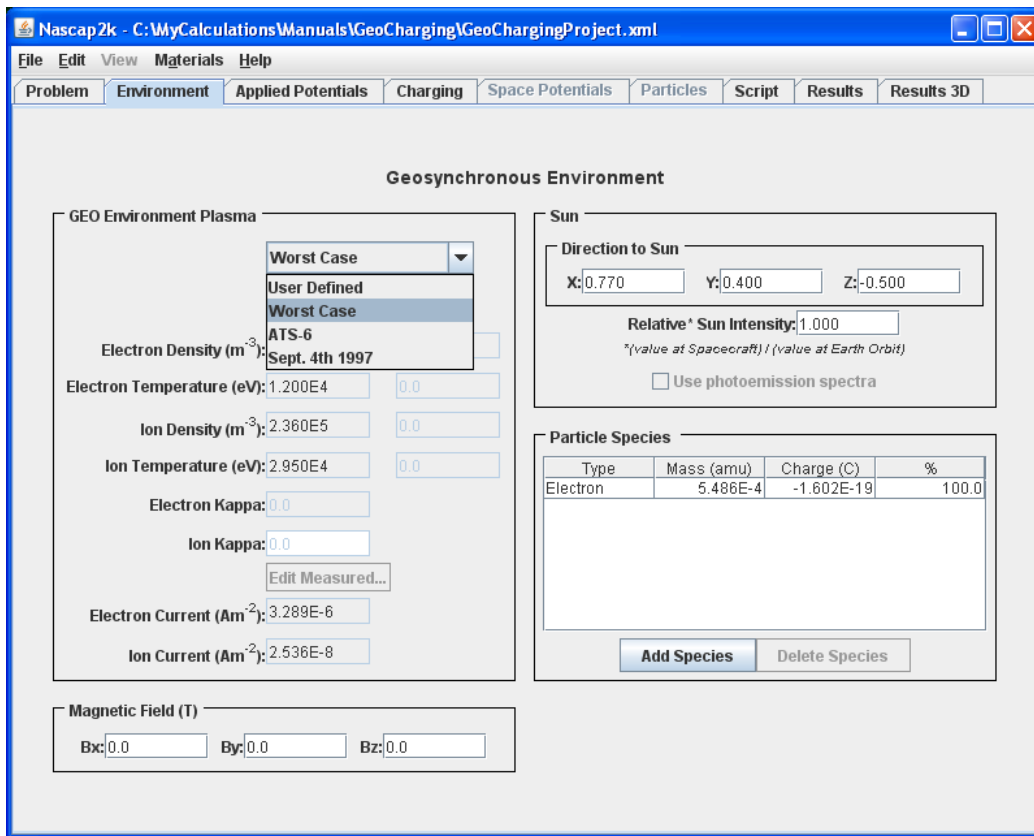 Nascap2k - C:\MyCalculations\Manuals\GeoCharging\GeoChargingProject.xml
File Edit View Materials Help
Problem Environment Applied Potentials Charging Space Potentials Particles Script Results Results 3D
Geosynchronous Environment
GEO Environment Plasma
Worst Case
User Defined
Worst Case
ATS-6
Sept. 4th 1997
Electron Density (m-3):
Electron Temperature (eV): 1.200E4 0.0
Ion Density (m-3): 2.360E5 0.0
Ion Temperature (eV): 2.950E4 0.0
Electron Kappa: 0.0
Ion Kappa: 0.0
Edit Measured...
Electron Current (Am-2): 3.289E-6
Ion Current (Am-2): 2.536E-8
Magnetic Field (T)
Bx: 0.0 By: 0.0 Bz: 0.0
Sun
Direction to Sun
X: 0.770 Y: 0.400 Z: -0.500
Relative* Sun Intensity: 1.000
*(value at Spacecraft) / (value at Earth Orbit)
Use photoemission spectra
Particle Species
Type Mass (amu) Charge (C) %
Electron 5.486E-4 -1.602E-19 100.0
Add Species Delete Species